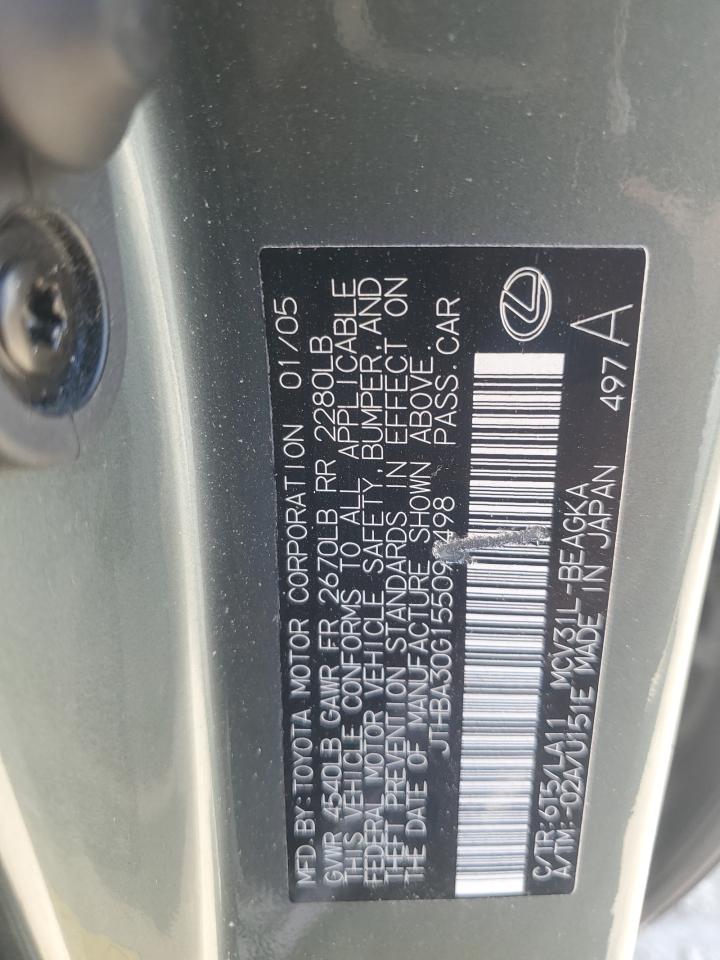 MFD.BY:TOYOTA MOTOR CORPORATION 01/05
GVWR 4540LB GAWR FR 2670LB RR 2280LB
THIS VEHICLE CONFORMS TO ALL APPLICABLE
FEDERAL MOTOR VEHICLE SAFETY,BUMPER,AND
THEFT PREVENTION STANDARDS IN EFFECT ON
THE DATE OF MANUFACTURE SHOWN ABOVE.
PASS.CAR
C/TR:6T5/LA11 MCV31L-BEAGKA
A/TM:-02A/U151E MADE IN JAPAN 497 A